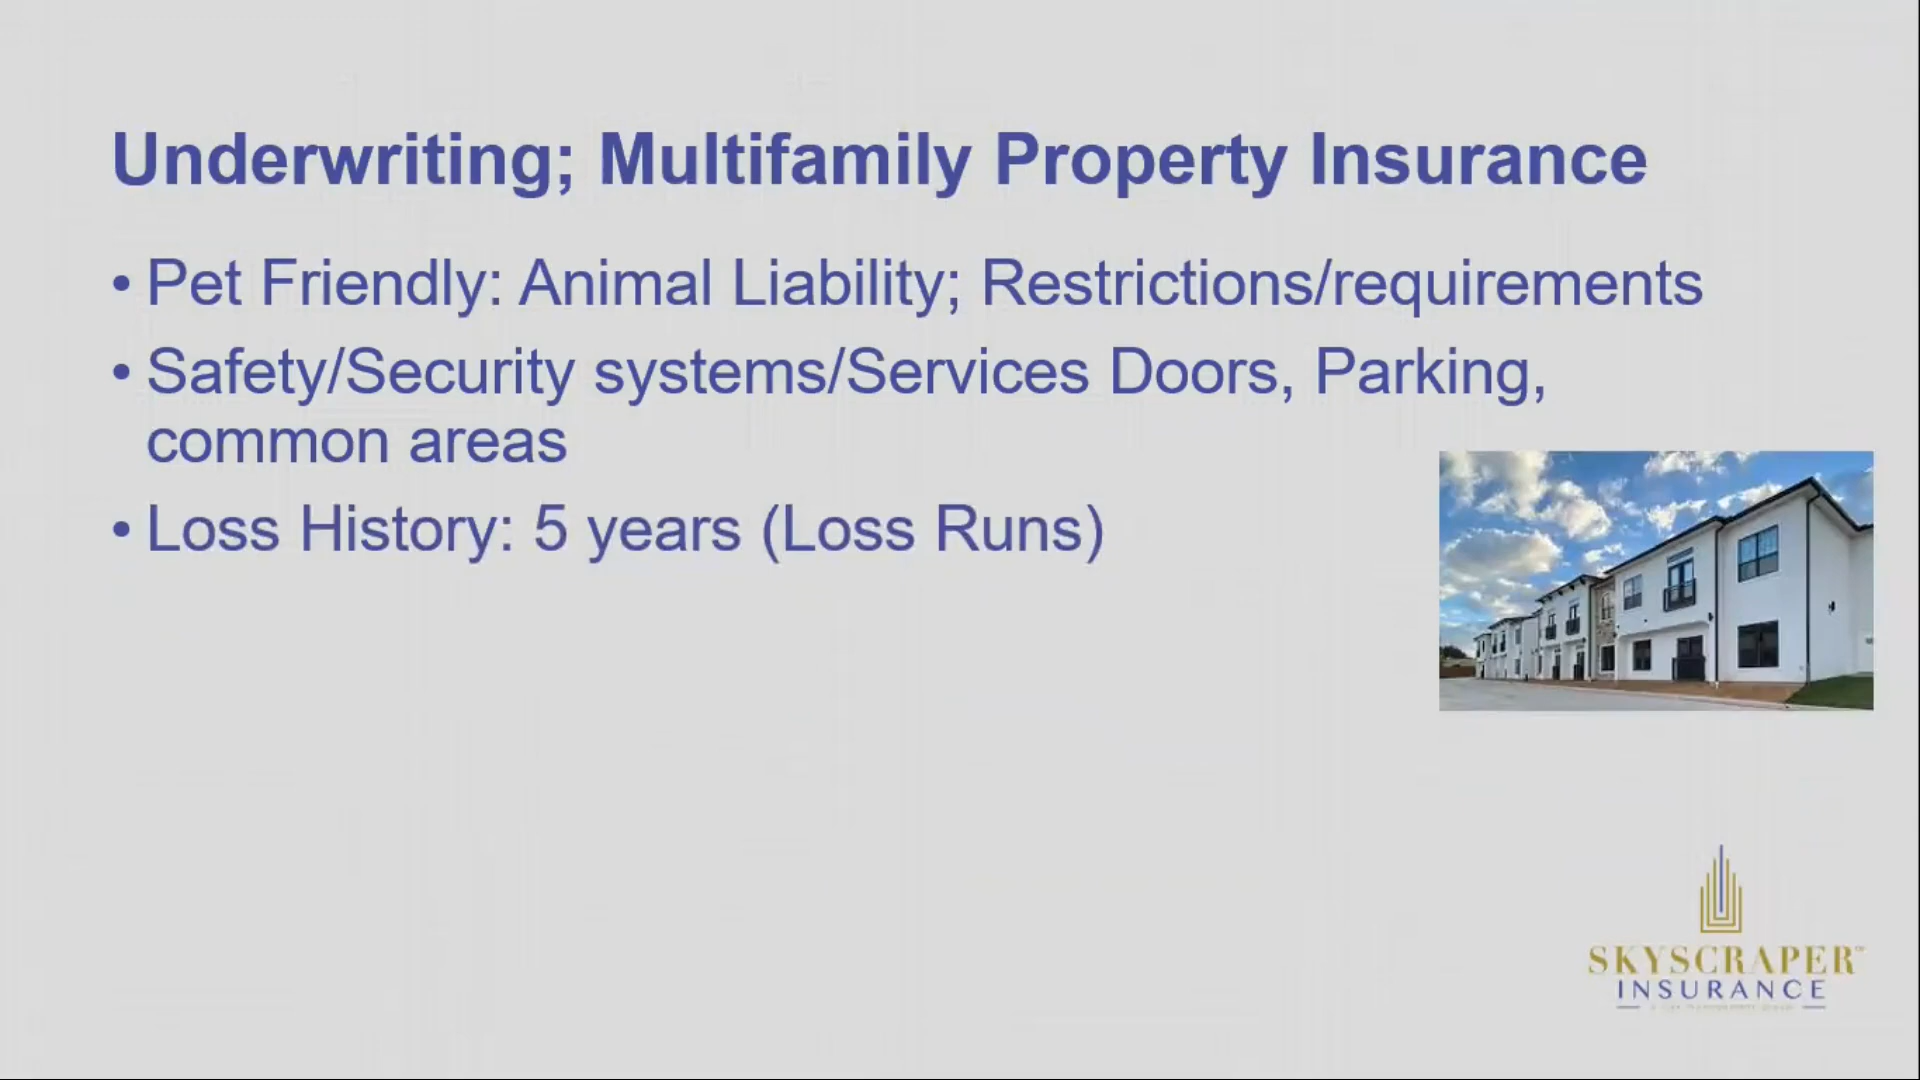 Underwriting; Multifamily Property Insurance
• Pet Friendly: Animal Liability; Restrictions/requirements
• Safety/Security systems/Services Doors, Parking,
common areas
• Loss History: 5 years (Loss Runs)
SKYSCRAPER™
INSURANCE